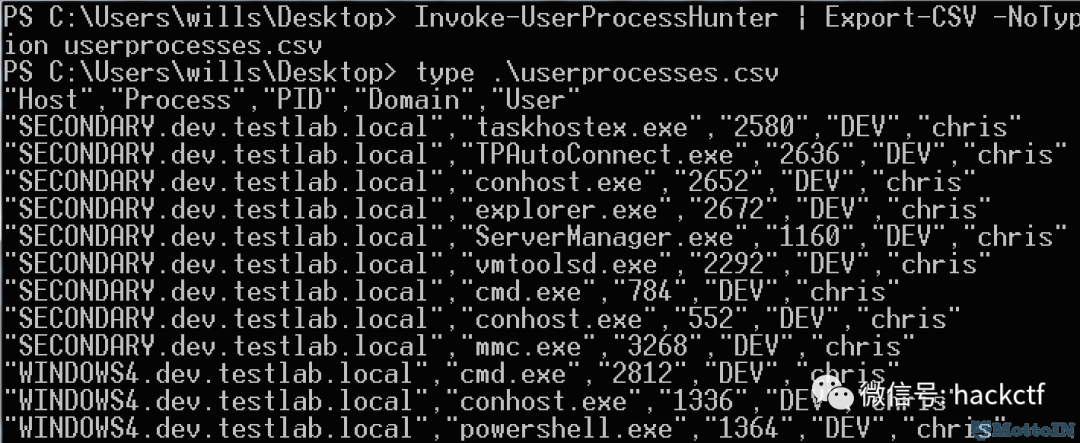 PS C:\Users\wills\Desktop> Invoke-UserProcessHunter | Export-CSV -NoTyp
ion userprocesses.csv
PS C:\Users\wills\Desktop> type .\userprocesses.csv
"Host","Process","PID","Domain","User"
"SECONDARY.dev.testlab.local","taskhostex.exe","2580","DEV","chris"
"SECONDARY.dev.testlab.local","TPAutoConnect.exe","2636","DEV","chris"
"SECONDARY.dev.testlab.local","conhost.exe","2652","DEV","chris"
"SECONDARY.dev.testlab.local","explorer.exe","2672","DEV","chris"
"SECONDARY.dev.testlab.local","ServerManager.exe","1160","DEV","chris"
"SECONDARY.dev.testlab.local","vmtoolsd.exe","2292","DEV","chris"
"SECONDARY.dev.testlab.local","cmd.exe","784","DEV","chris"
"SECONDARY.dev.testlab.local","conhost.exe","552","DEV","chris"
"SECONDARY.dev.testlab.local","mmc.exe","3268","DEV","chris"
"WINDOWS4.dev.testlab.local","cmd.exe","2812","DEV","chris"
微信号: hackctf
"WINDOWS4.dev.testlab.local","conhost.exe","1336","DEV","chris"
"WINDOWS4.dev.testlab.local","powershell.exe","1364","DEV","chris"
MottoIN